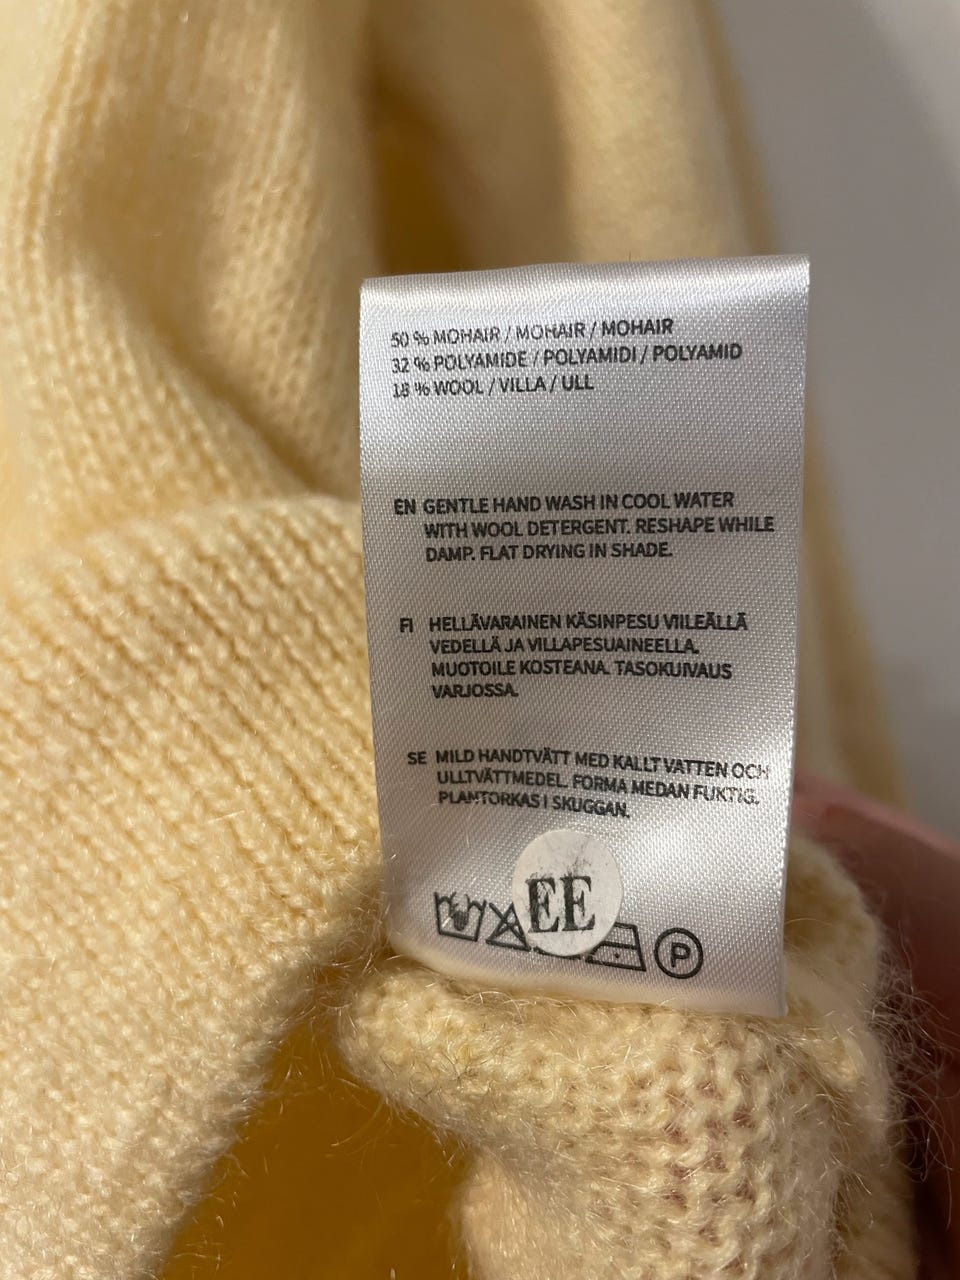 50 % MOHAIR / MOHAIR / MOHAIR
32 % POLYAMIDE / POLYAMIDI / POLYAMID
18 % WOOL / VILLA / ULL
EN GENTLE HAND WASH IN COOL WATER
WITH WOOL DETERGENT. RESHAPE WHILE
DAMP. FLAT DRYING IN SHADE.
FI HELLÄVARAINEN KÄSINPESU VIILEÄLLÄ
VEDELLÄ JA VILLAPESUAINEELLA.
MUOTOILE KOSTEANA. TASOKUIVAUS
VARJOSSA.
SE MILD HANDTVÄTT MED KALLT VATTEN OCH
ULLTVÄTTMEDEL. FORMA MEDAN FUKTIG.
PLANTORKAS I SKUGGAN.
EE
P